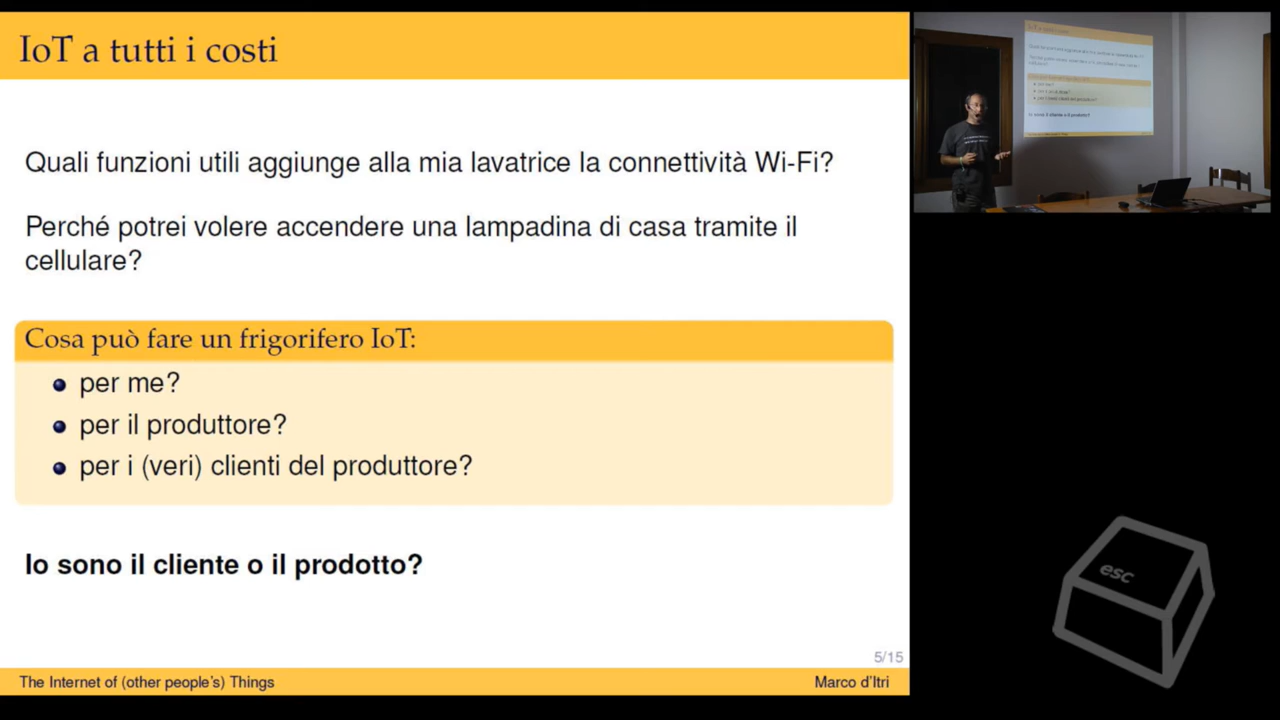 IoT a tutti i costi
Quali funzioni utili aggiunge alla mia lavatrice la connettività Wi-Fi?
Perché potrei volere accendere una lampadina di casa tramite il
cellulare?
Cosa può fare un frigorifero IoT:
per me?
per il produttore?
per i (veri) clienti del produttore?
Io sono il cliente o il prodotto?
5/15
The Internet of (other people's) Things
Marco d'Itri
esc